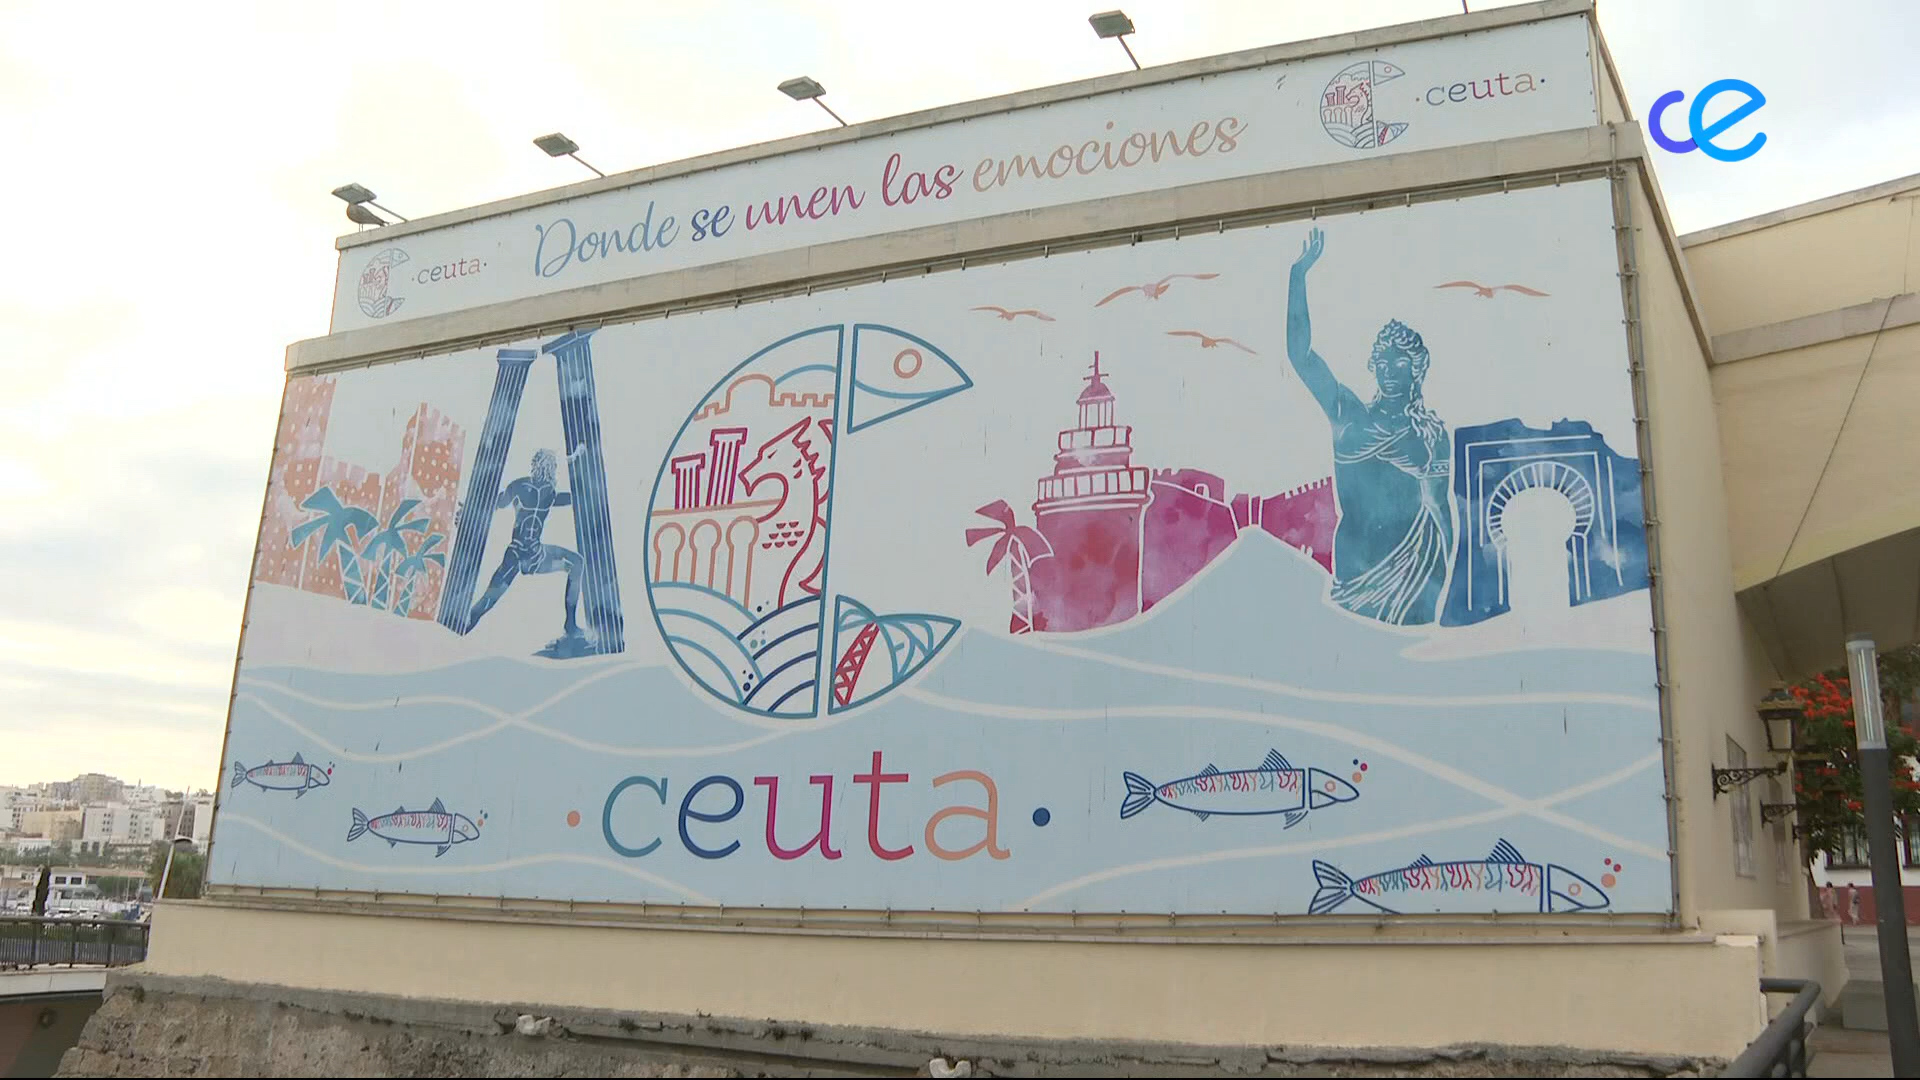 Donde se unen las emociones
·ceuta·
·ceuta·
·ceuta·
ce